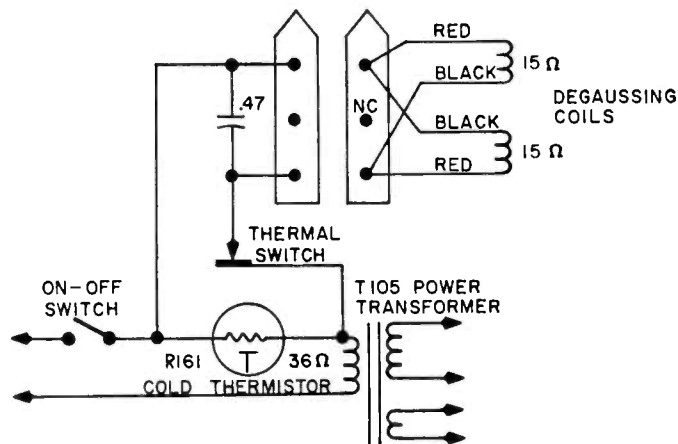 RED
15 Ω
BLACK
.47
NC
DEGAUSSING
COILS
BLACK
15 Ω
RED
THERMAL
SWITCH
ON-OFF
SWITCH
T105 POWER
TRANSFORMER
R161
T
36Ω
COLD THERMISTOR